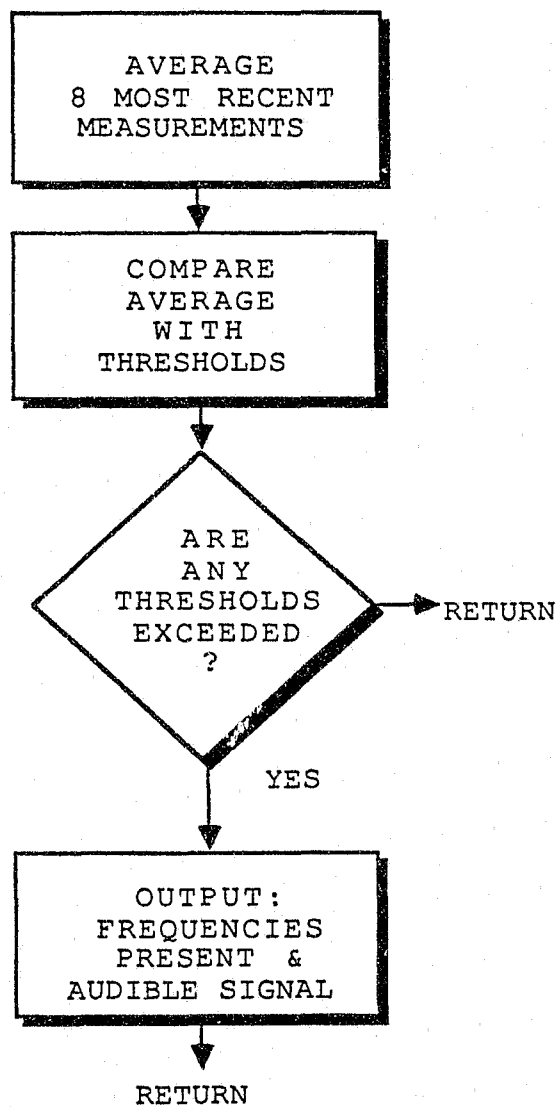 AVERAGE
8 MOST RECENT
MEASUREMENTS
COMPARE
AVERAGE
WITH
THRESHOLDS
ARE
ANY
THRESHOLDS
EXCEEDED
?
RETURN
YES
OUTPUT:
FREQUENCIES
PRESENT &
AUDIBLE SIGNAL
RETURN